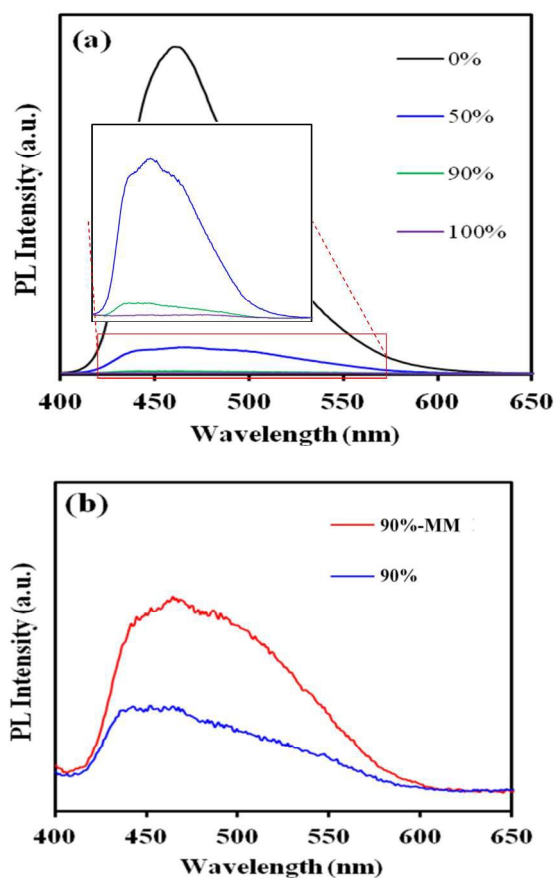 (a)
0%
50%
90%
100%
PL Intensity (a.u.)
400 450 500 550 600 650
Wavelength (nm)
(b)
90%-MM
90%
PL Intensity (a.u.)
400 450 500 550 600 650
Wavelength (nm)